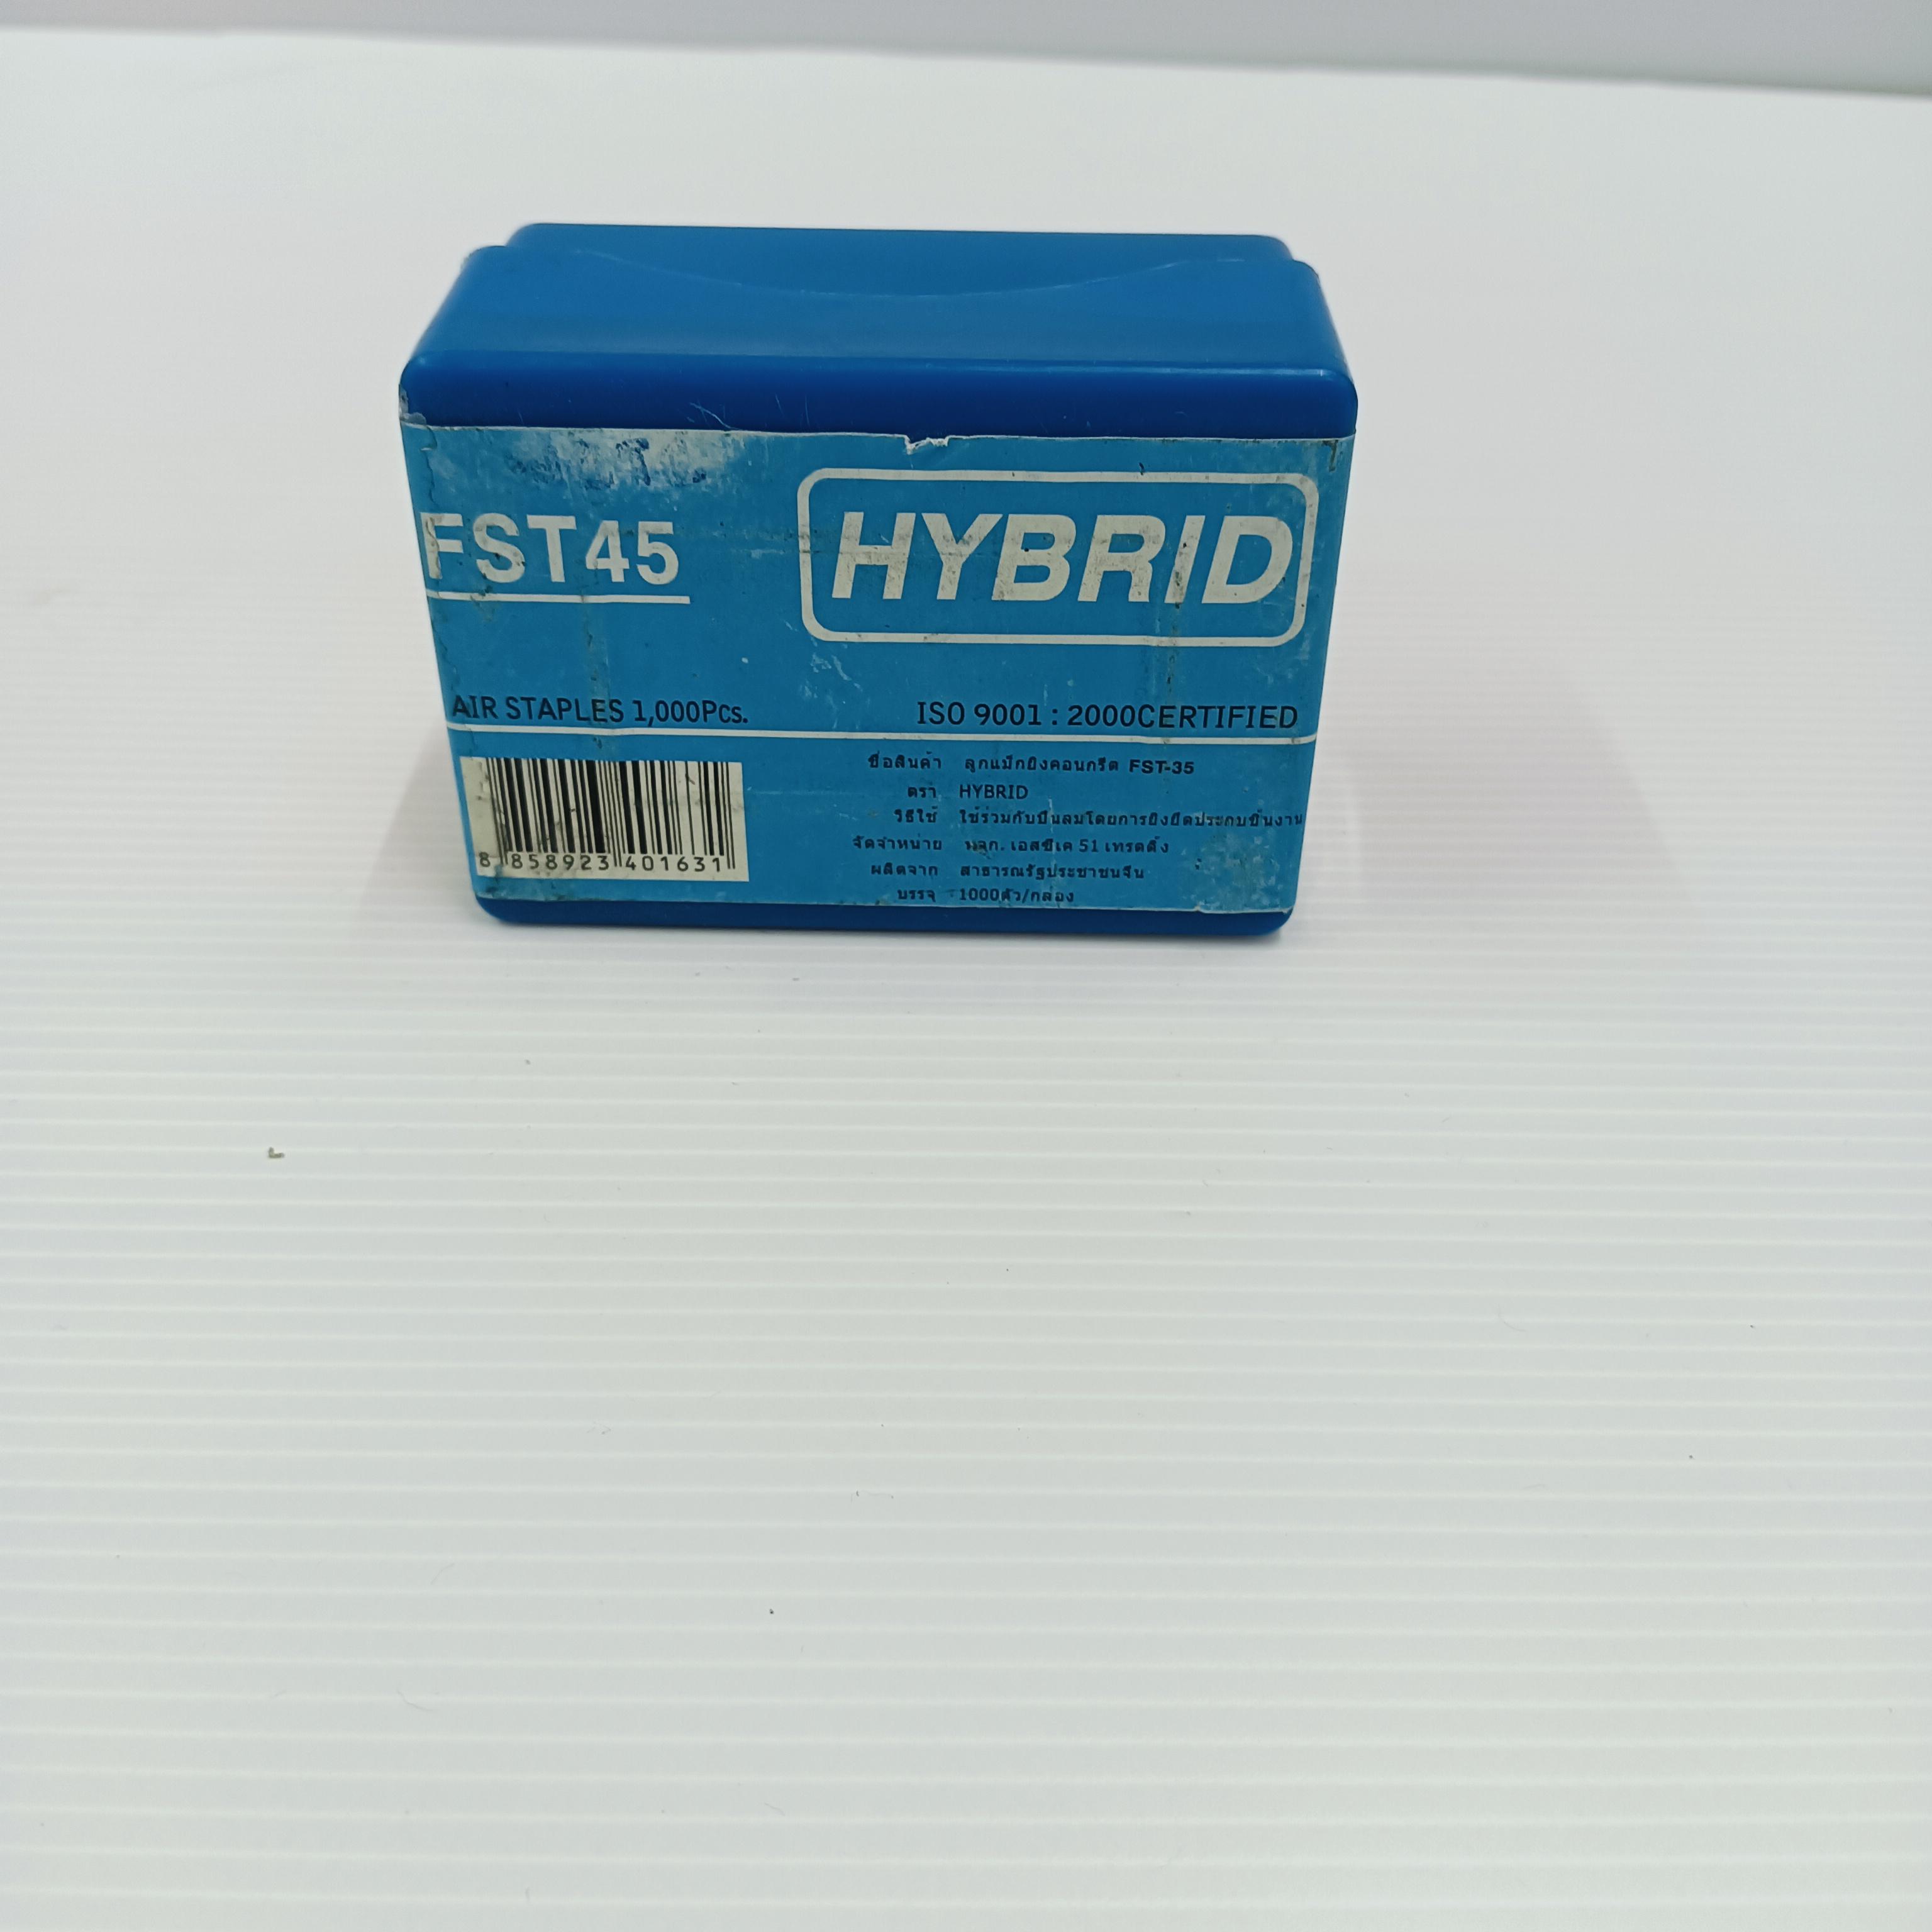 FST45
HYBRID
AIR STAPLES 1,000Pcs.
ISO 9001 : 2000CERTIFIED
ชื่อสินค้า ลูกแม็กยิงคอนกรีต FST-35
ตรา HYBRID
วิธีใช้ ใช้ร่วมกับปืนลมโดยการยิงยึดประกบชิ้นงาน
จัดจำหน่าย หจก. เอสซีเค 51 เทรดดิ้ง
ผลิตจาก สาธารณรัฐประชาชนจีน
บรรจุ 1000ตัว/กล่อง
8 858923 401631